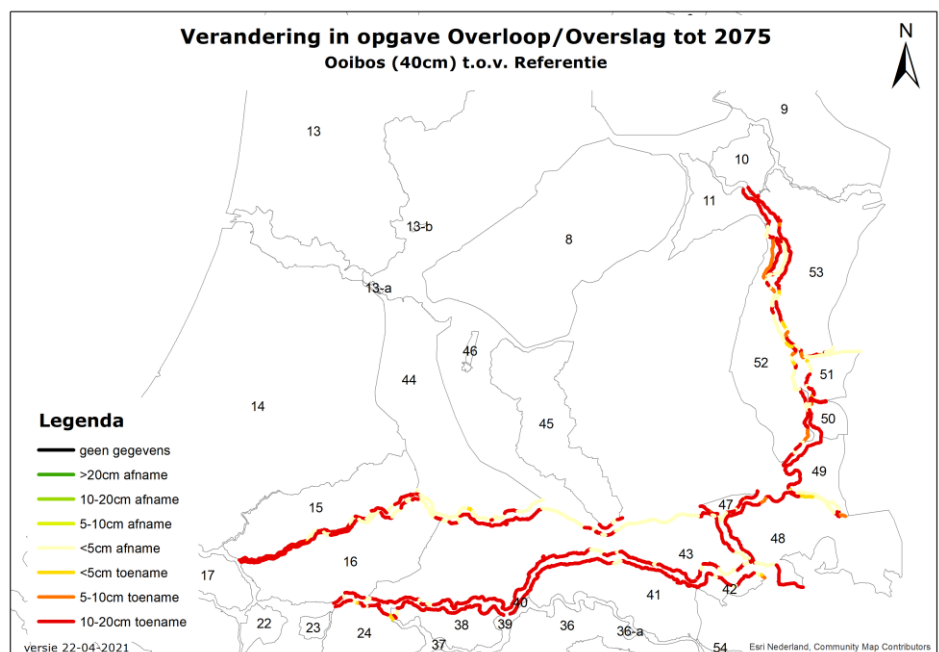 Verandering in opgave Overloop/Overslag tot 2075
Ooibos (40cm) t.o.v. Referentie
N
9
13
10
11
13-b
8
53
13-a
46
52
51
44
14
45
50
Legenda
geen gegevens
>20cm afname
10-20cm afname
5-10cm afname
<5cm afname
<5cm toename
5-10cm toename
10-20cm toename
49
15
47
48
43
16
17
42
41
40
22
23
24
38
39
36
36-a
37
54
versie 22-04-2021
Esri Nederland, Community Map Contributors